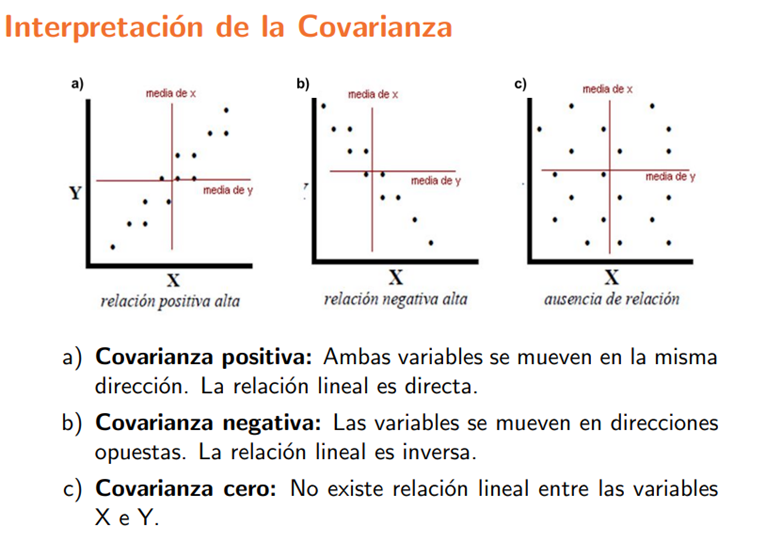 Interpretación de la Covarianza
a)
media de x
Y
media de y
X
relación positiva alta
b)
media de x
media de y
X
relación negativa alta
c)
media de x
media de y
X
ausencia de relación
a) Covarianza positiva: Ambas variables se mueven en la misma
dirección. La relación lineal es directa.
b) Covarianza negativa: Las variables se mueven en direcciones
opuestas. La relación lineal es inversa.
c) Covarianza cero: No existe relación lineal entre las variables
X e Y.